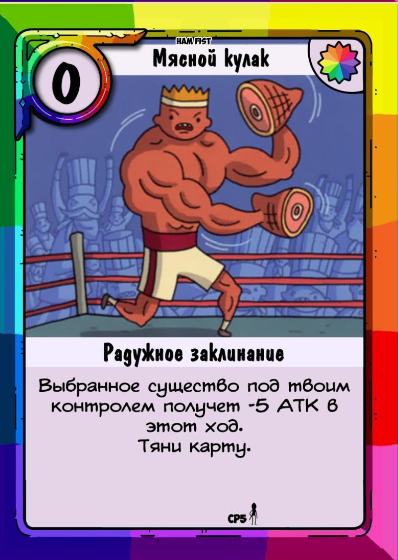 HAM FIST
0
Мясной кулак
Радужное заклинание
Выбранное существо под твоим
контролем получет -5 АТК в
этот ход.
Тяни карту.
CP5